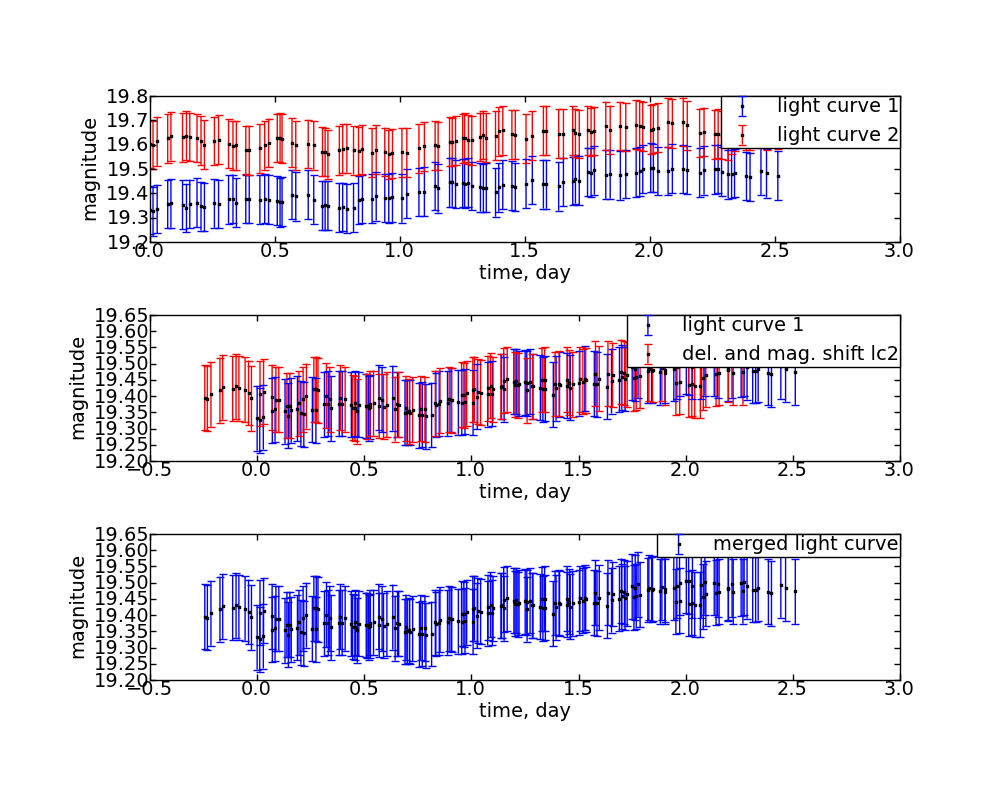 19.8
19.7
19.6
19.5
19.4
19.3
19.2
magnitude
light curve 1
light curve 2
0.0 0.5 1.0 1.5 2.0 2.5 3.0
time, day
19.65
19.60
19.55
19.50
19.45
19.40
19.35
19.30
19.25
19.20
magnitude
light curve 1
del. and mag. shift lc2
−0.5 0.0 0.5 1.0 1.5 2.0 2.5 3.0
time, day
19.65
19.60
19.55
19.50
19.45
19.40
19.35
19.30
19.25
19.20
magnitude
merged light curve
−0.5 0.0 0.5 1.0 1.5 2.0 2.5 3.0
time, day